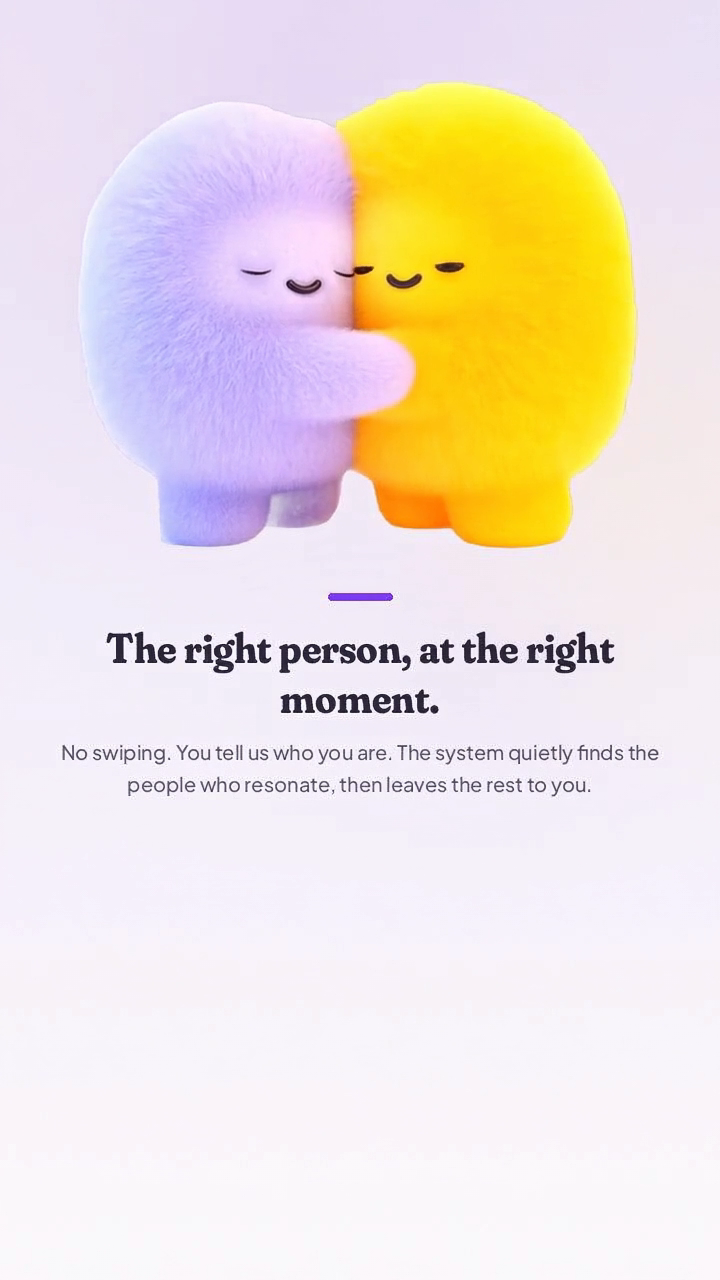 The right person, at the right
moment.
No swiping. You tell us who you are. The system quietly finds the
people who resonate, then leaves the rest to you.